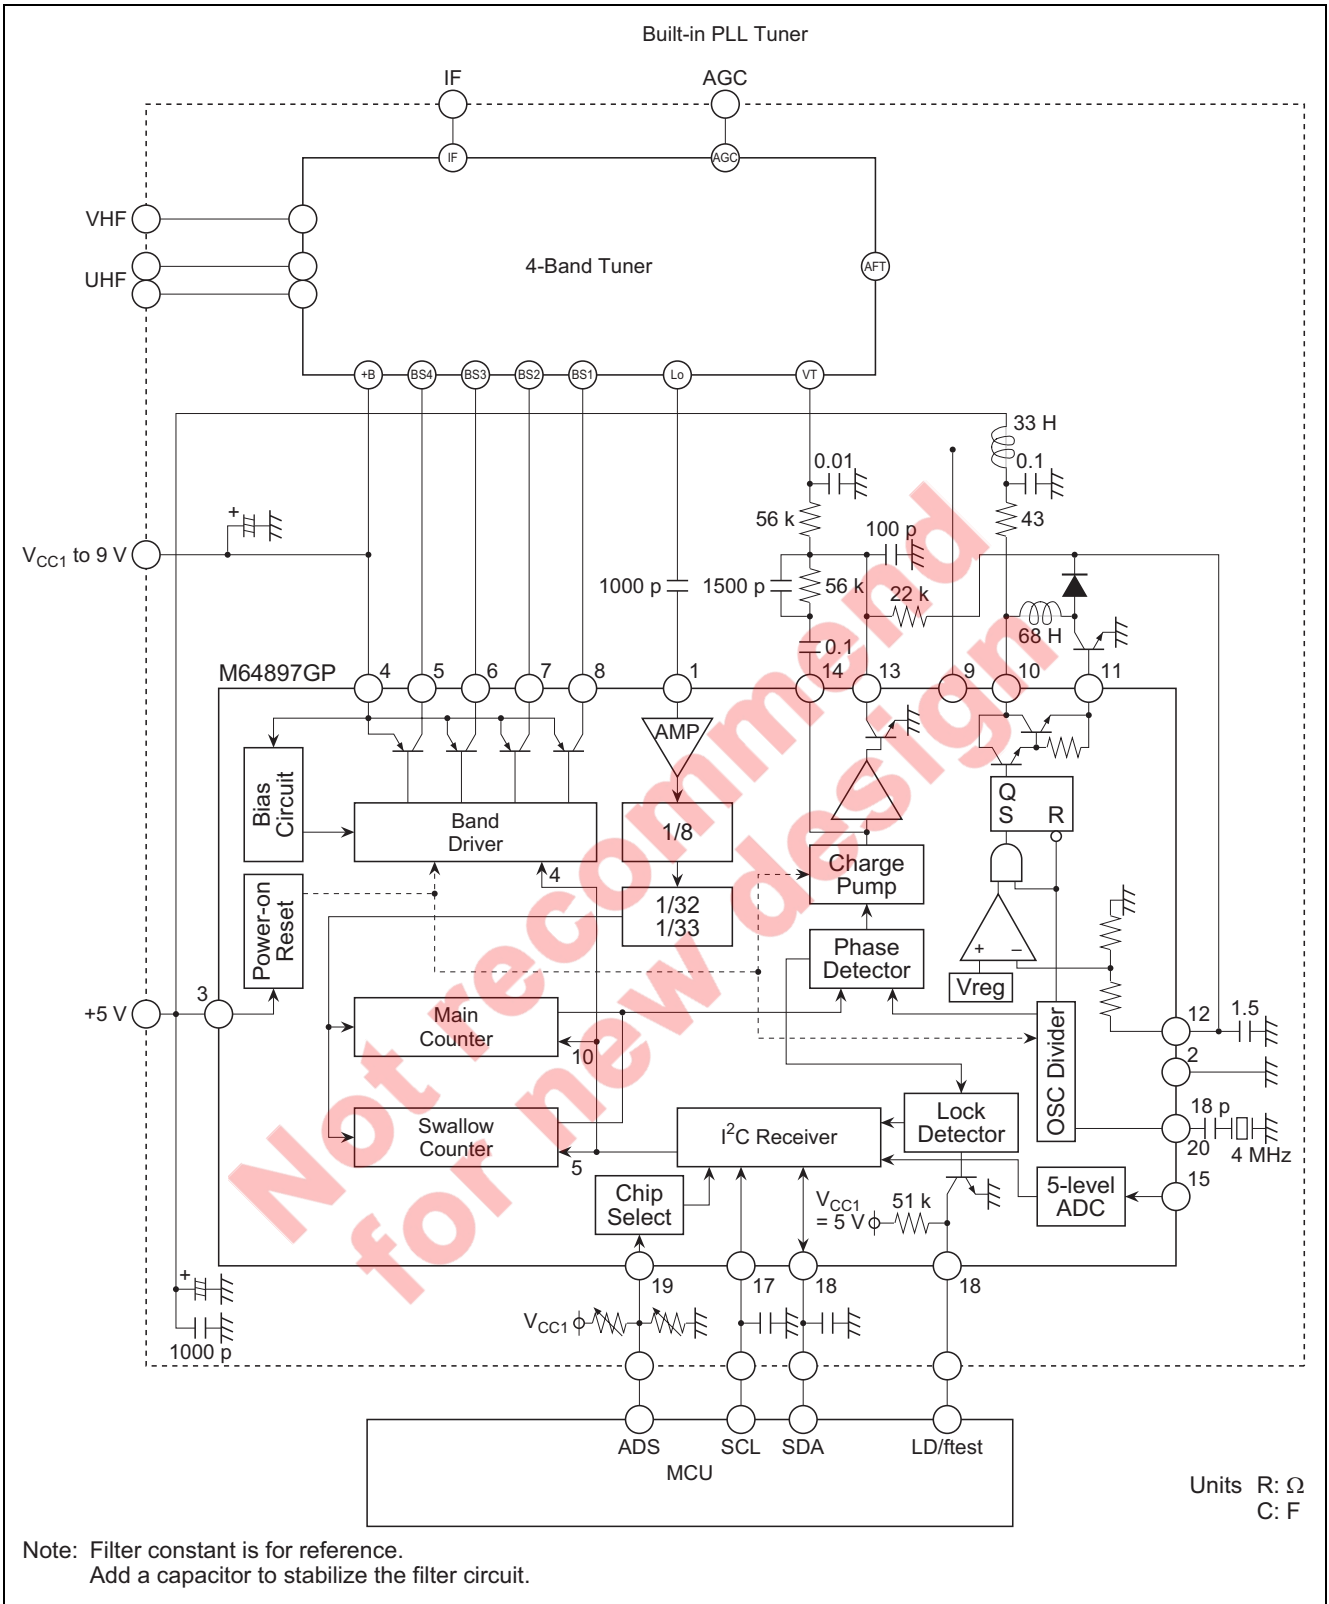 Built-in PLL Tuner
IF
AGC
IF
AGC
VHF
UHF
4-Band Tuner
AFT
+B
BS4
BS3
BS2
BS1
Lo
VT
33 H
0.01
0.1
+
56 k
43
100 p
V_CC1 to 9 V
1000 p
1500 p
56 k
22 k
68 H
0.1
M64897GP
4
5
6
7
8
1
14
13
9
10
11
AMP
Bias
Circuit
Band
Driver
1/8
Q
S
R
4
Charge
Pump
Power-on
Reset
1/32
1/33
Phase
Detector
+
–
Vreg
+5 V
3
Main
Counter
10
OSC Divider
12
1.5
2
Swallow
Counter
5
I²C Receiver
Lock
Detector
18 p
20
4 MHz
Chip
Select
V_CC1
= 5 V
51 k
5-level
ADC
15
19
17
18
18
+
1000 p
V_CC1
ADS
SCL
SDA
LD/ftest
MCU
Units R: Ω
C: F
Note: Filter constant is for reference.
Add a capacitor to stabilize the filter circuit.
Not recommend
for new design